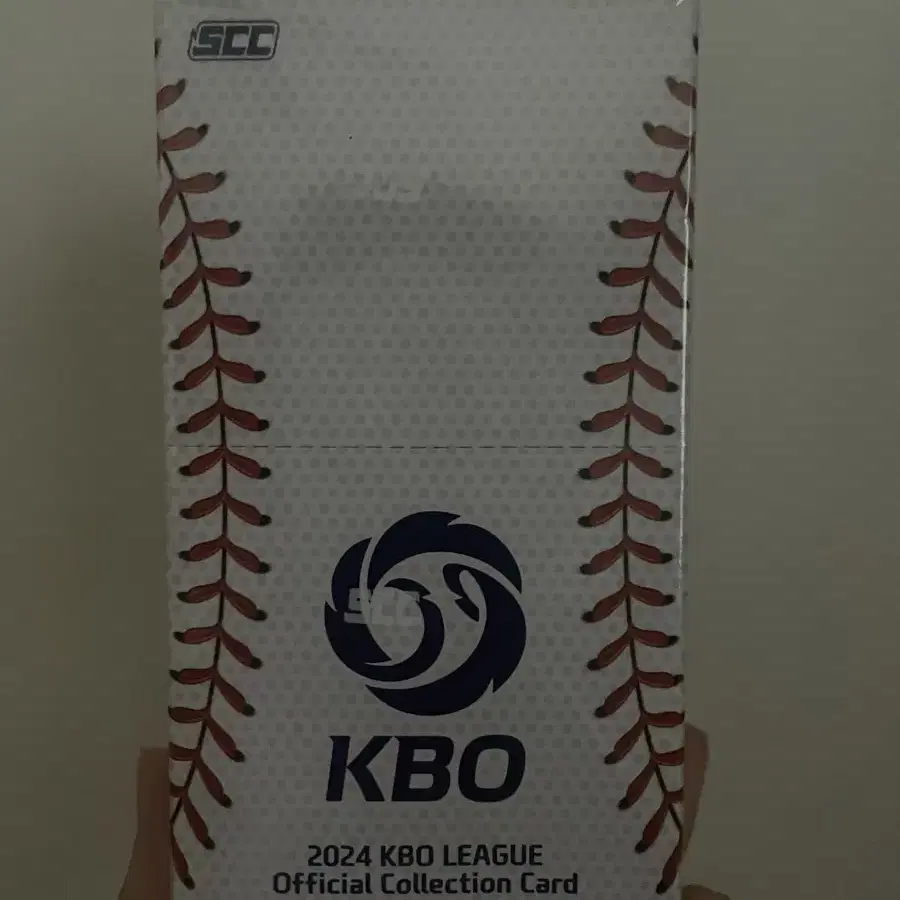 SCC
SCC
KBO
2024 KBO LEAGUE
Official Collection Card